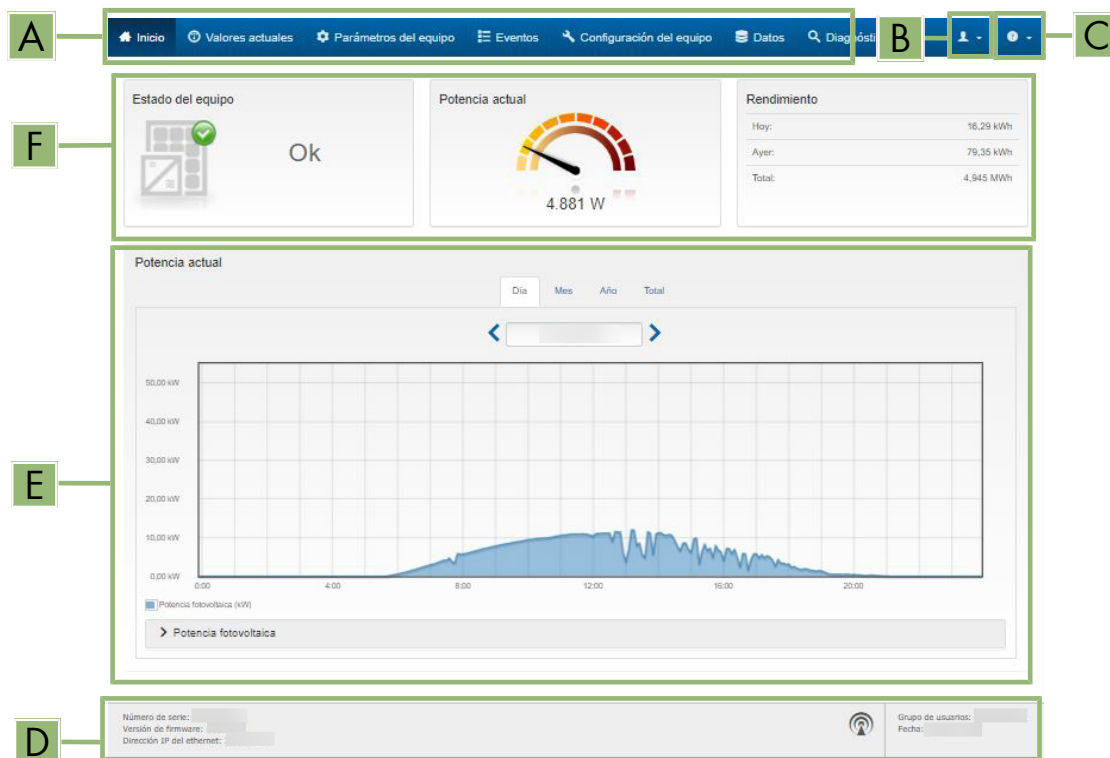 A
Inicio Valores actuales Parámetros del equipo Eventos Configuración del equipo Datos
B
C
F
Estado del equipo
Ok
Potencia actual
4.881 W
Rendimiento
Hoy: 16,29 kWh
Ayer: 79,35 kWh
Total: 4,945 MWh
E
Potencia actual
Día Mes Año Total
50,00 kW
40,00 kW
30,00 kW
20,00 kW
10,00 kW
0,00 kW
0:00 4:00 8:00 12:00 16:00 20:00
Potencia fotovoltaica (kW)
Potencia fotovoltaica
D
Número de serie:
Versión de firmware:
Dirección IP del ethernet:
Grupo de usuarios:
Fecha: